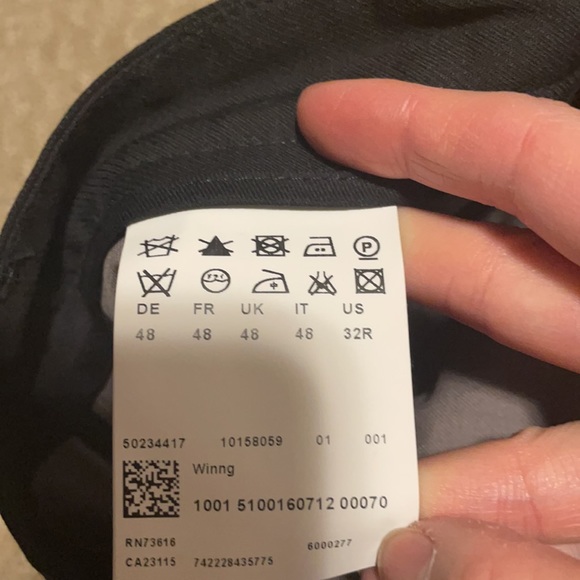 P
DE FR UK IT US
48 48 48 48 32R
50234417 10158059 01 001
Winng
1001 5100160712 00070
RN73616 6000277
CA23115 742228435775